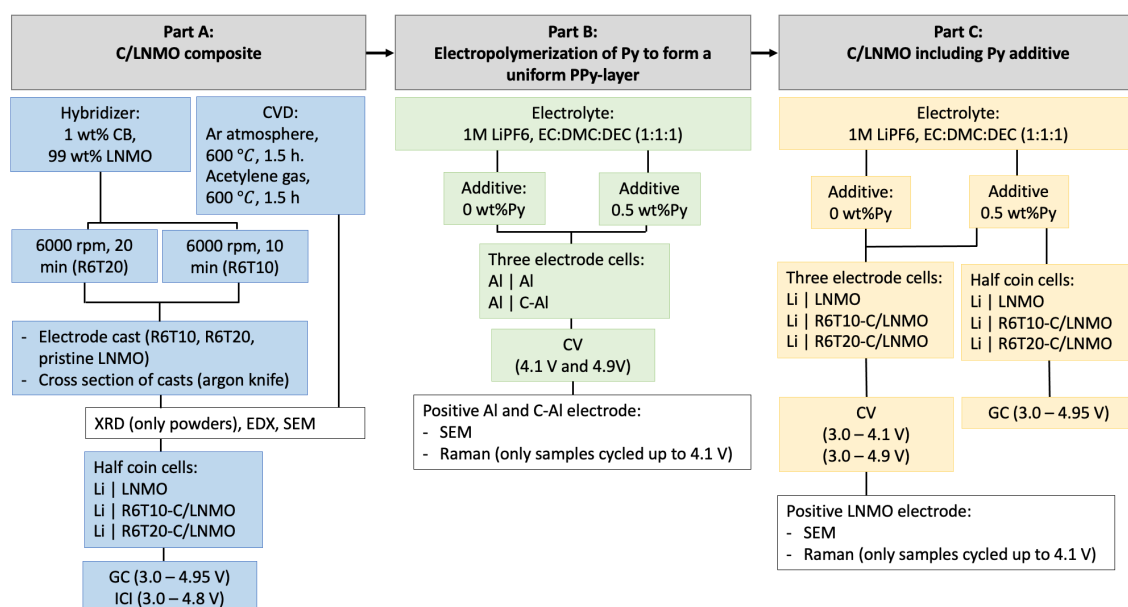 Part A:
C/LNMO composite
Hybridizer:
1 wt% CB,
99 wt% LNMO
CVD:
Ar atmosphere,
600 °C, 1.5 h.
Acetylene gas,
600 °C, 1.5 h
6000 rpm, 20
min (R6T20)
6000 rpm, 10
min (R6T10)
- Electrode cast (R6T10, R6T20,
pristine LNMO)
- Cross section of casts (argon knife)
XRD (only powders), EDX, SEM
Half coin cells:
Li | LNMO
Li | R6T10-C/LNMO
Li | R6T20-C/LNMO
GC (3.0 – 4.95 V)
ICI (3.0 – 4.8 V)
Part B:
Electropolymerization of Py to form a
uniform PPy-layer
Electrolyte:
1M LiPF6, EC:DMC:DEC (1:1:1)
Additive:
0 wt%Py
Additive
0.5 wt%Py
Three electrode cells:
Al | Al
Al | C-Al
CV
(4.1 V and 4.9V)
Positive Al and C-Al electrode:
- SEM
- Raman (only samples cycled up to 4.1 V)
Part C:
C/LNMO including Py additive
Electrolyte:
1M LiPF6, EC:DMC:DEC (1:1:1)
Additive:
0 wt%Py
Additive
0.5 wt%Py
Three electrode cells:
Li | LNMO
Li | R6T10-C/LNMO
Li | R6T20-C/LNMO
Half coin cells:
Li | LNMO
Li | R6T10-C/LNMO
Li | R6T20-C/LNMO
CV
(3.0 – 4.1 V)
(3.0 – 4.9 V)
GC (3.0 – 4.95 V)
Positive LNMO electrode:
- SEM
- Raman (only samples cycled up to 4.1 V)